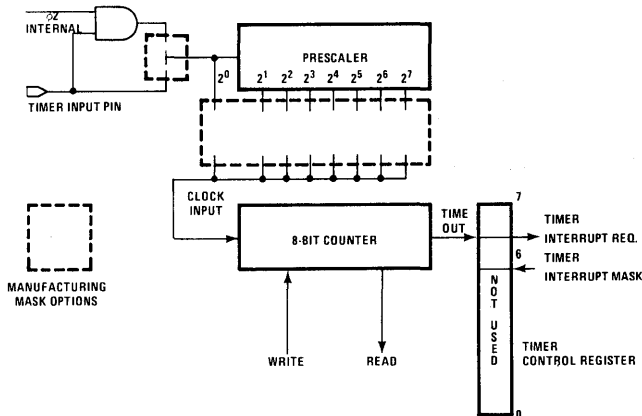 ϕ2
INTERNAL
TIMER INPUT PIN
PRESCALER
2⁰ 2¹ 2² 2³ 2⁴ 2⁵ 2⁶ 2⁷
CLOCK
INPUT
8-BIT COUNTER
TIME
OUT
WRITE
READ
MANUFACTURING
MASK OPTIONS
7
TIMER
INTERRUPT REQ.
6
TIMER
INTERRUPT MASK
NOT USED
TIMER
CONTROL REGISTER
0